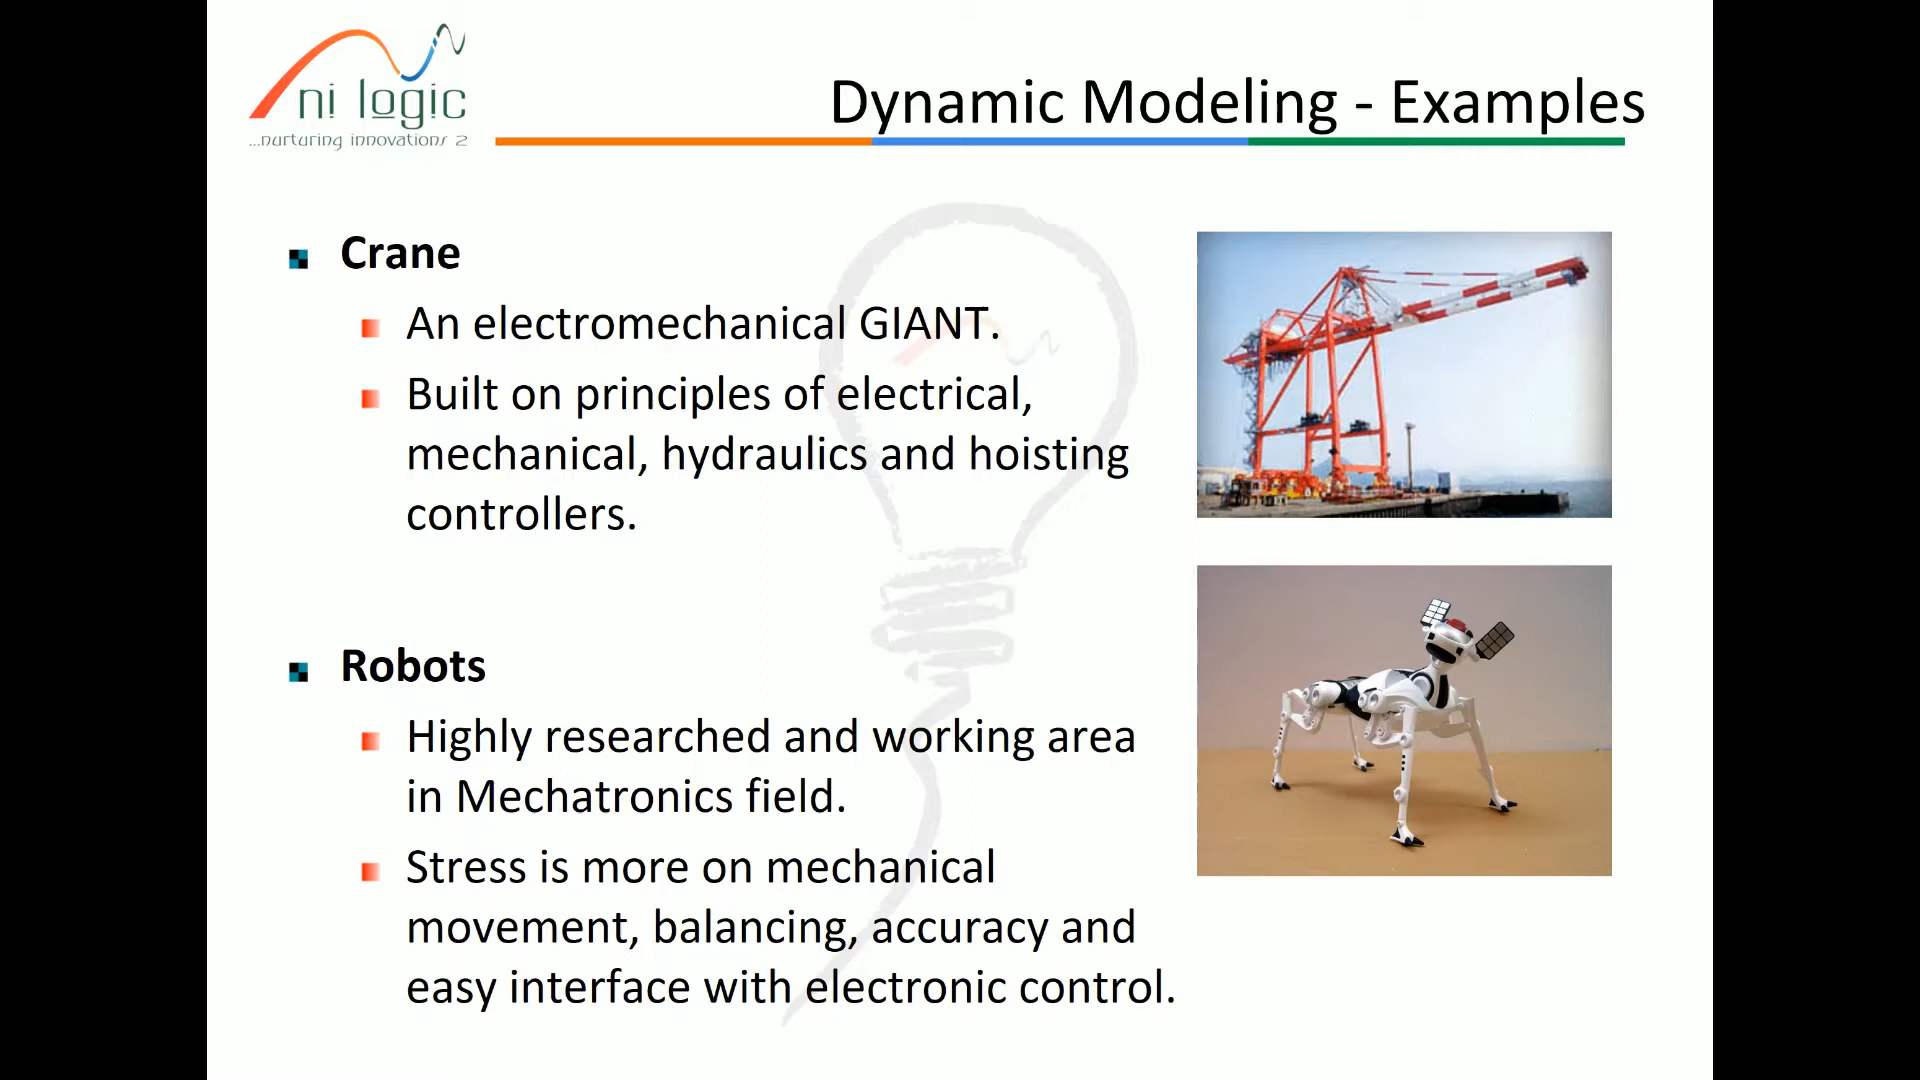 ni logic
...nurturing innovations 2
Dynamic Modeling - Examples
Crane
An electromechanical GIANT.
Built on principles of electrical,
mechanical, hydraulics and hoisting
controllers.
Robots
Highly researched and working area
in Mechatronics field.
Stress is more on mechanical
movement, balancing, accuracy and
easy interface with electronic control.